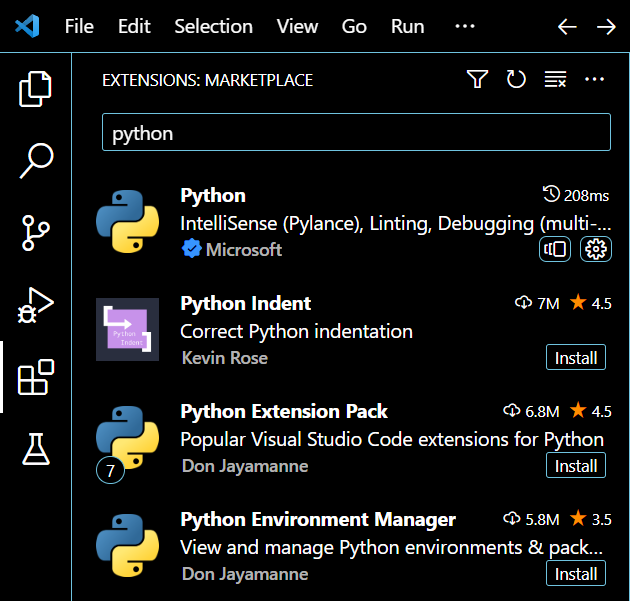 File Edit Selection View Go Run ···
EXTENSIONS: MARKETPLACE
python
Python 208ms
IntelliSense (Pylance), Linting, Debugging (multi-...
Microsoft
Python Indent 7M 4.5
Correct Python indentation
Python
Indent
Kevin Rose Install
Python Extension Pack 6.8M 4.5
Popular Visual Studio Code extensions for Python
7 Don Jayamanne Install
Python Environment Manager 5.8M 3.5
View and manage Python environments & pack...
Don Jayamanne Install